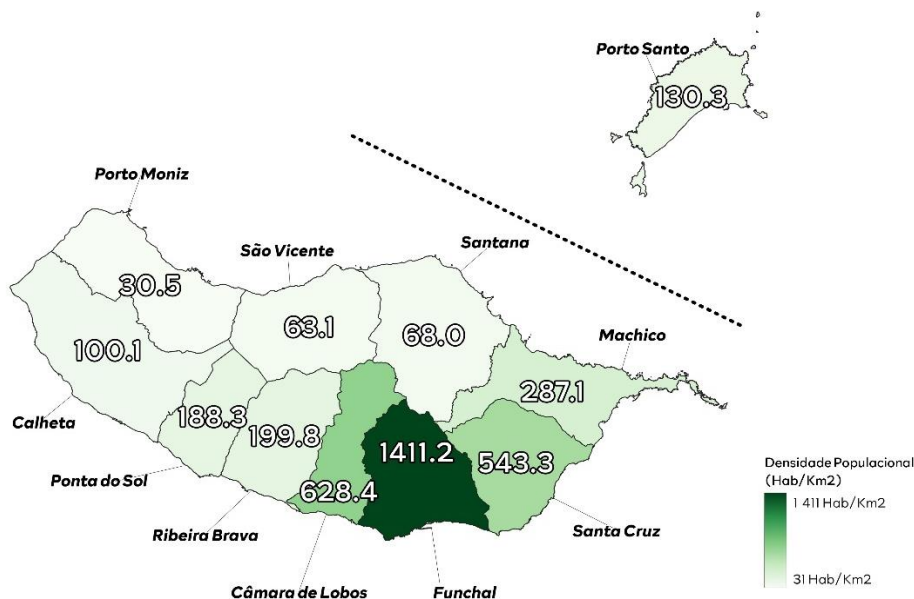 Porto Santo
130.3
Porto Moniz
São Vicente
Santana
30.5
63.1
68.0
Machico
100.1
287.1
188.3
199.8
1411.2
543.3
Calheta
628.4
Ponta do Sol
Ribeira Brava
Santa Cruz
Câmara de Lobos
Funchal
Densidade Populacional
(Hab/Km2)
1 411 Hab/Km2
31 Hab/Km2